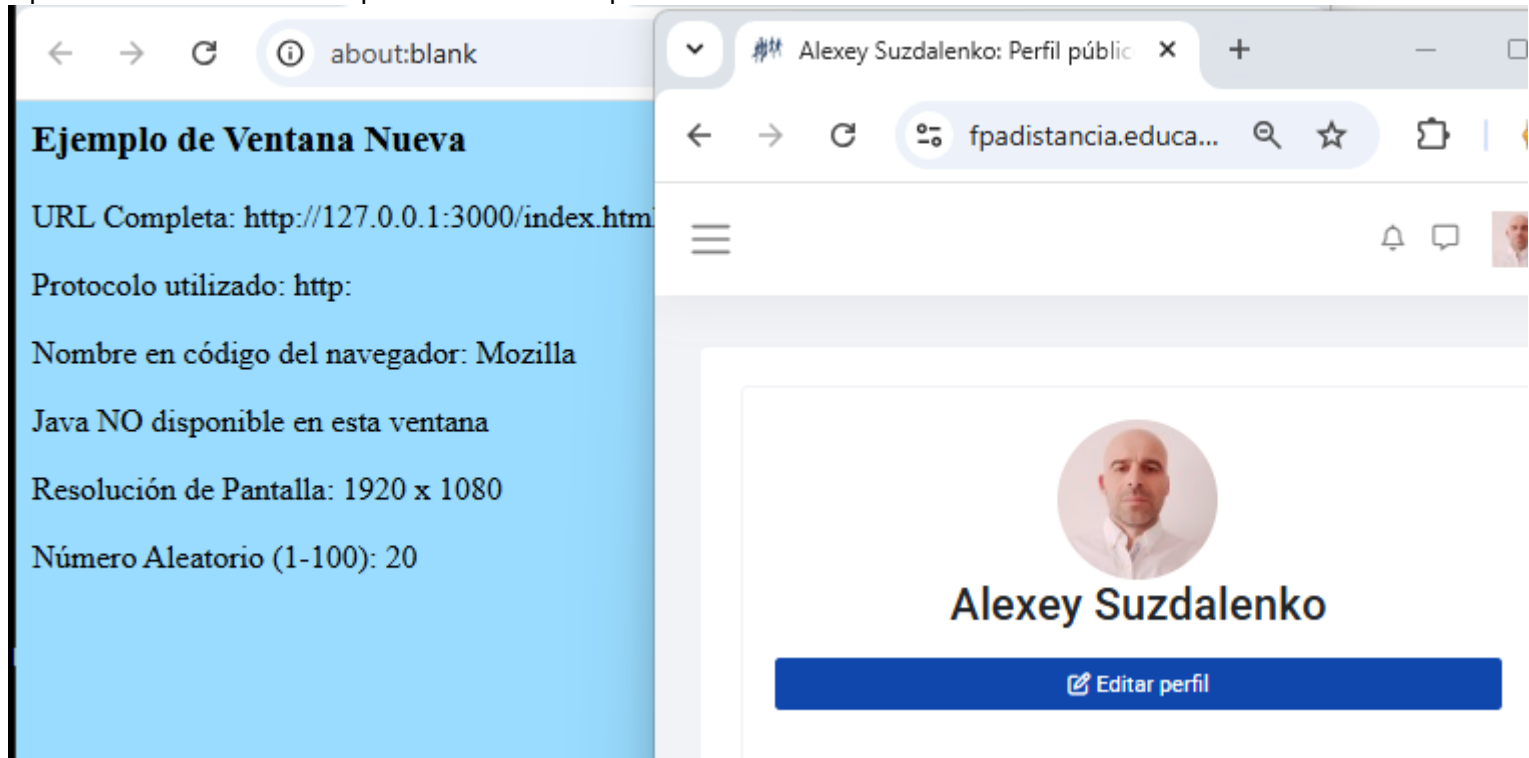 about:blank
Ejemplo de Ventana Nueva
URL Completa: http://127.0.0.1:3000/index.html
Protocolo utilizado: http:
Nombre en código del navegador: Mozilla
Java NO disponible en esta ventana
Resolución de Pantalla: 1920 x 1080
Número Aleatorio (1-100): 20
Alexey Suzdalenko: Perfil públic
fpadistancia.educa...
Alexey Suzdalenko
Editar perfil